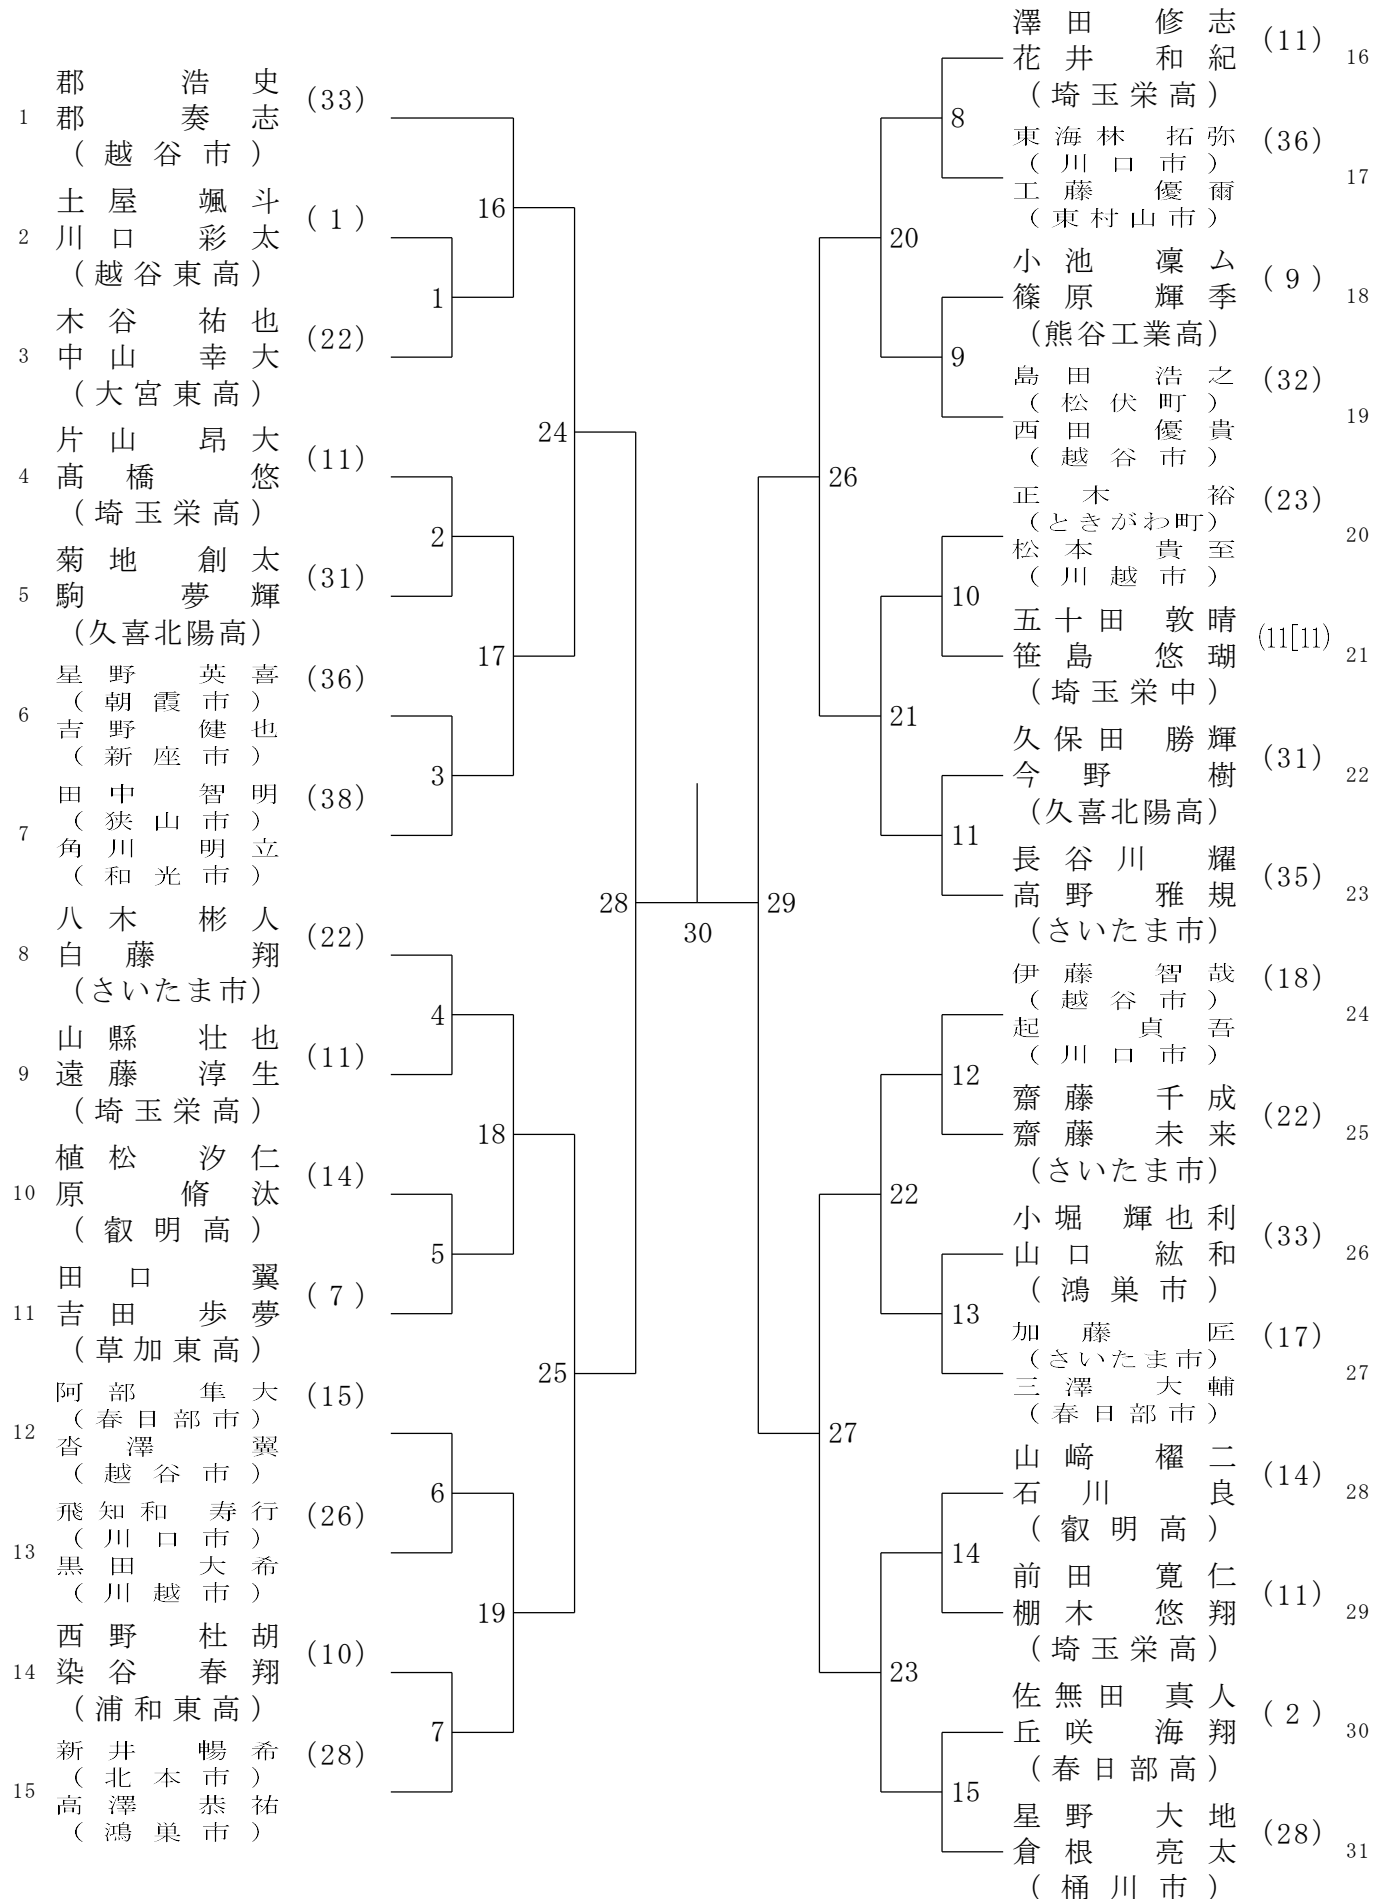 郡 浩史 (33)
1 郡 奏志
(越谷市)
土屋 颯斗 (1)
2 川口 彩太
(越谷東高)
木谷 祐也 (22)
3 中山 幸大
(大宮東高)
片山 昂大 (11)
4 髙橋 悠
(埼玉栄高)
菊地 創太 (31)
5 駒 夢輝
(久喜北陽高)
星野 英喜 (36)
(朝霞市)
6
吉野 健也
(新座市)
田中 智明 (38)
(狭山市)
7
角川 明立
(和光市)
八木 彬人 (22)
8 白藤 翔
(さいたま市)
山縣 壮也 (11)
9 遠藤 淳生
(埼玉栄高)
植松 汐仁 (14)
10 原 脩汰
(叡明高)
田口 翼 (7)
11 吉田 歩夢
(草加東高)
阿部 隼大 (15)
(春日部市)
12
沓澤 翼
(越谷市)
飛知和 寿行 (26)
(川口市)
13
黒田 大希
(川越市)
西野 杜胡 (10)
14 染谷 春翔
(浦和東高)
新井 暢希 (28)
(北本市)
15
高澤 恭祐
(鴻巣市)
1
2
3
4
5
6
7
16
17
18
19
24
25
28
30
29
26
27
20
21
22
23
8
9
10
11
12
13
14
15
澤田 修志 (11)
花井 和紀 16
(埼玉栄高)
東海林 拓弥 (36)
(川口市)
17
工藤 優爾
(東村山市)
小池 凜ム (9)
篠原 輝季 18
(熊谷工業高)
島田 浩之 (32)
(松伏町)
19
西田 優貴
(越谷市)
正木 裕 (23)
(ときがわ町)
20
松本 貴至
(川越市)
五十田 敦晴 (11[11)
笹島 悠瑚 21
(埼玉栄中)
久保田 勝輝 (31)
今野 樹 22
(久喜北陽高)
長谷川 耀 (35)
高野 雅規 23
(さいたま市)
伊藤 智哉 (18)
(越谷市)
24
起 貞吾
(川口市)
齋藤 千成 (22)
齋藤 未来 25
(さいたま市)
小堀 輝也利 (33)
山口 紘和 26
(鴻巣市)
加藤 匠 (17)
(さいたま市)
27
三澤 大輔
(春日部市)
山﨑 櫂二 (14)
石川 良 28
(叡明高)
前田 寛仁 (11)
棚木 悠翔 29
(埼玉栄高)
佐無田 真人 (2)
丘咲 海翔 30
(春日部高)
星野 大地 (28)
倉根 亮太 31
(桶川市)